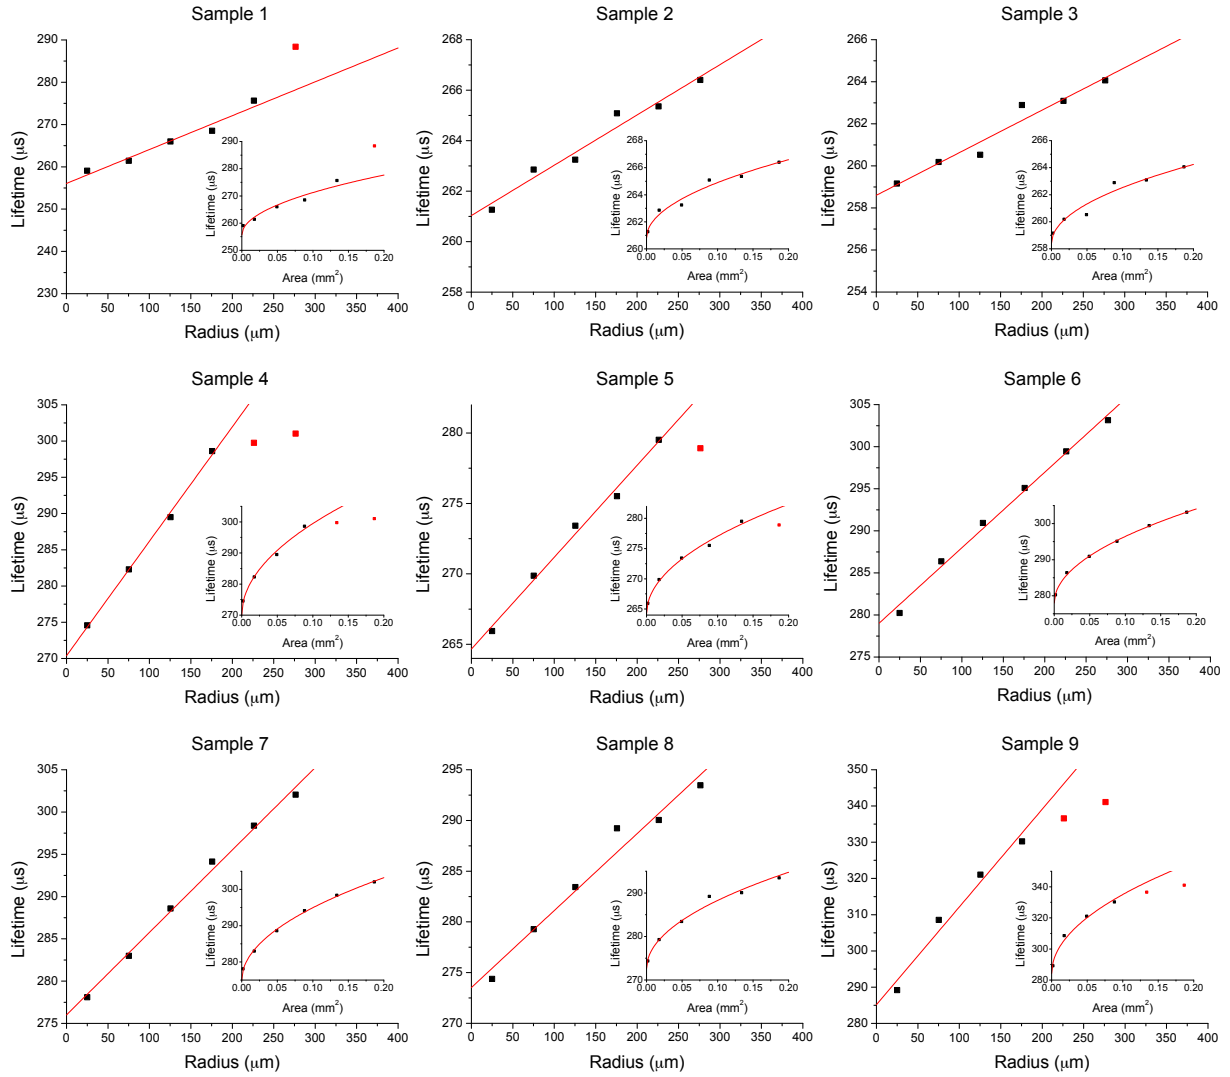 Sample 1
290
280
270
260
250
240
230
Lifetime (μs)
0 50 100 150 200 250 300 350 400
Radius (μm)
290
280
270
260
250
Lifetime (μs)
0.00 0.05 0.10 0.15 0.20
Area (mm²)
Sample 2
268
266
264
262
260
258
Lifetime (μs)
0 50 100 150 200 250 300 350 400
Radius (μm)
268
266
264
262
260
Lifetime (μs)
0.00 0.05 0.10 0.15 0.20
Area (mm²)
Sample 3
266
264
262
260
258
256
254
Lifetime (μs)
0 50 100 150 200 250 300 350 400
Radius (μm)
266
264
262
260
258
Lifetime (μs)
0.00 0.05 0.10 0.15 0.20
Area (mm²)
Sample 4
305
300
295
290
285
280
275
270
Lifetime (μs)
0 50 100 150 200 250 300 350 400
Radius (μm)
300
290
280
270
Lifetime (μs)
0.00 0.05 0.10 0.15 0.20
Area (mm²)
Sample 5
280
275
270
265
Lifetime (μs)
0 50 100 150 200 250 300 350 400
Radius (μm)
280
275
270
265
Lifetime (μs)
0.00 0.05 0.10 0.15 0.20
Area (mm²)
Sample 6
305
300
295
290
285
280
275
Lifetime (μs)
0 50 100 150 200 250 300 350 400
Radius (μm)
300
290
280
Lifetime (μs)
0.00 0.05 0.10 0.15 0.20
Area (mm²)
Sample 7
305
300
295
290
285
280
275
Lifetime (μs)
0 50 100 150 200 250 300 350 400
Radius (μm)
300
290
280
Lifetime (μs)
0.00 0.05 0.10 0.15 0.20
Area (mm²)
Sample 8
295
290
285
280
275
270
Lifetime (μs)
0 50 100 150 200 250 300 350 400
Radius (μm)
290
280
270
Lifetime (μs)
0.00 0.05 0.10 0.15 0.20
Area (mm²)
Sample 9
350
340
330
320
310
300
290
280
Lifetime (μs)
0 50 100 150 200 250 300 350 400
Radius (μm)
340
320
300
280
Lifetime (μs)
0.00 0.05 0.10 0.15 0.20
Area (mm²)